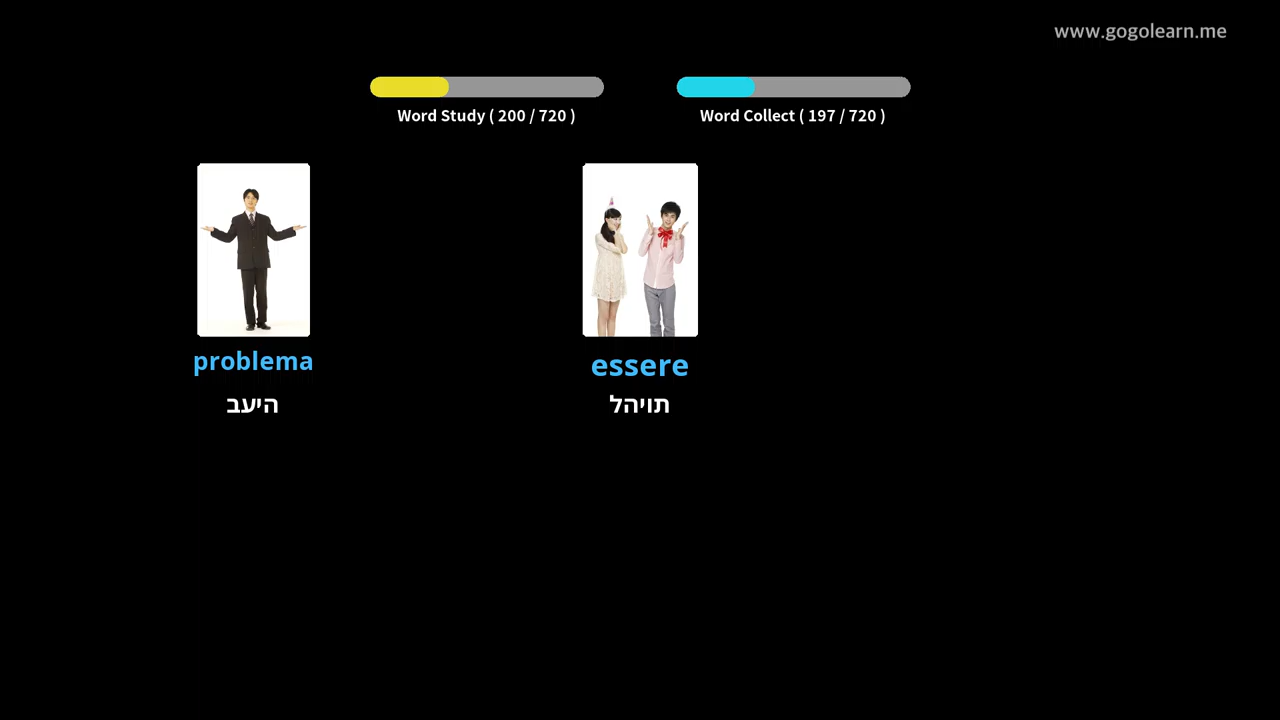 www.gogolearn.me
Word Study ( 200 / 720 )
Word Collect ( 197 / 720 )
problema
היעב
essere
תויהל